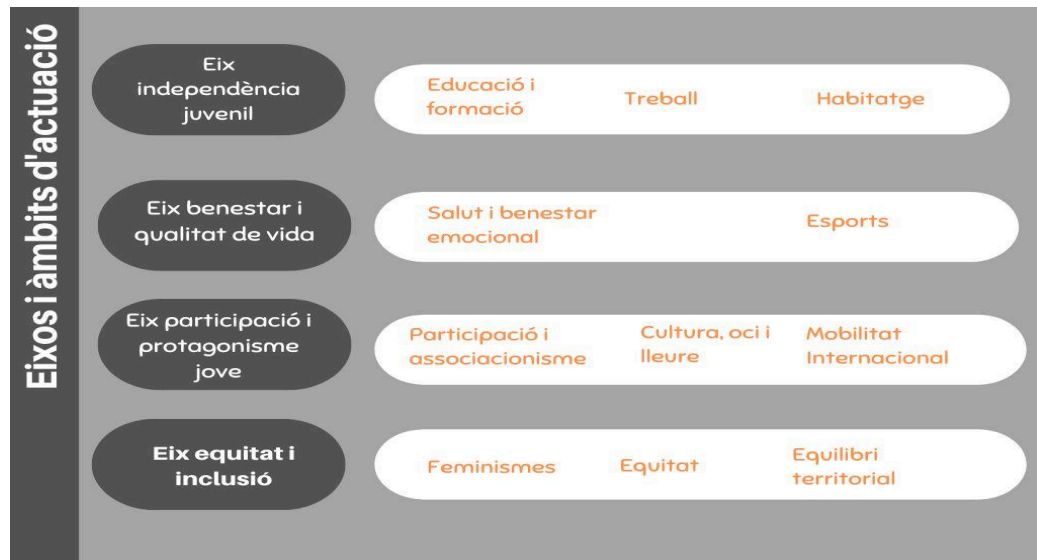 Eixos i àmbits d'actuació
Eix
independència
juvenil
Educació i
formació
Treball
Habitatge
Eix benestar i
qualitat de vida
Salut i benestar
emocional
Esports
Eix participació i
protagonisme
jove
Participació i
associacionisme
Cultura, oci i
lleure
Mobilitat
Internacional
Eix equitat i
inclusió
Feminismes
Equitat
Equilibri
territorial